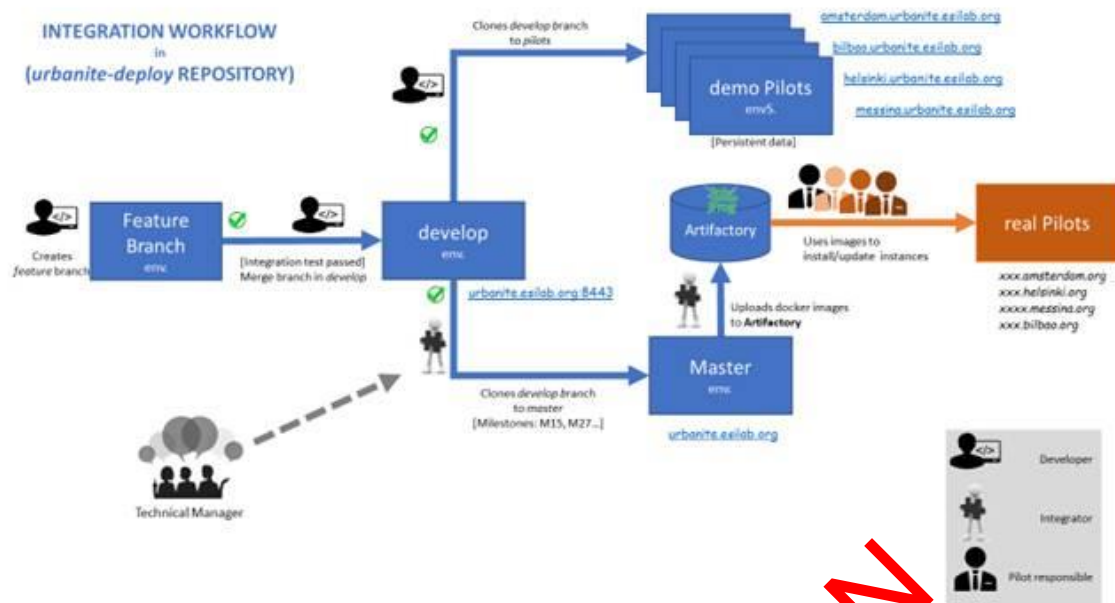 INTEGRATION WORKFLOW
in
(urbanite-deploy REPOSITORY)
Clones develop branch
to pilots
amsterdam.urbanite.esilab.org
bilbao.urbanite.esilab.org
helsinki.urbanite.esilab.org
messina.urbanite.esilab.org
demo Pilots
envS.
[Persistent data]
Creates
feature branch
Feature
Branch
env.
[Integration test passed]
Merge branch in develop
develop
env.
urbanite.esilab.org:8443
Artifactory
Uses images to
install/update instances
real Pilots
xxx.amsterdam.org
xxx.helsinki.org
xxxx.messina.org
xxx.bilbao.org
Uploads docker images
to Artifactory
Clones develop branch
to master
[Milestones: M15, M27...]
Master
env.
urbanite.esilab.org
Technical Manager
Developer
Integrator
Pilot responsible